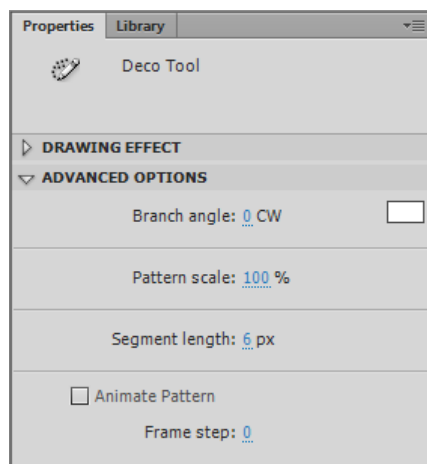 Properties Library
Deco Tool
DRAWING EFFECT
ADVANCED OPTIONS
Branch angle: 0 CW
Pattern scale: 100 %
Segment length: 6 px
Animate Pattern
Frame step: 0